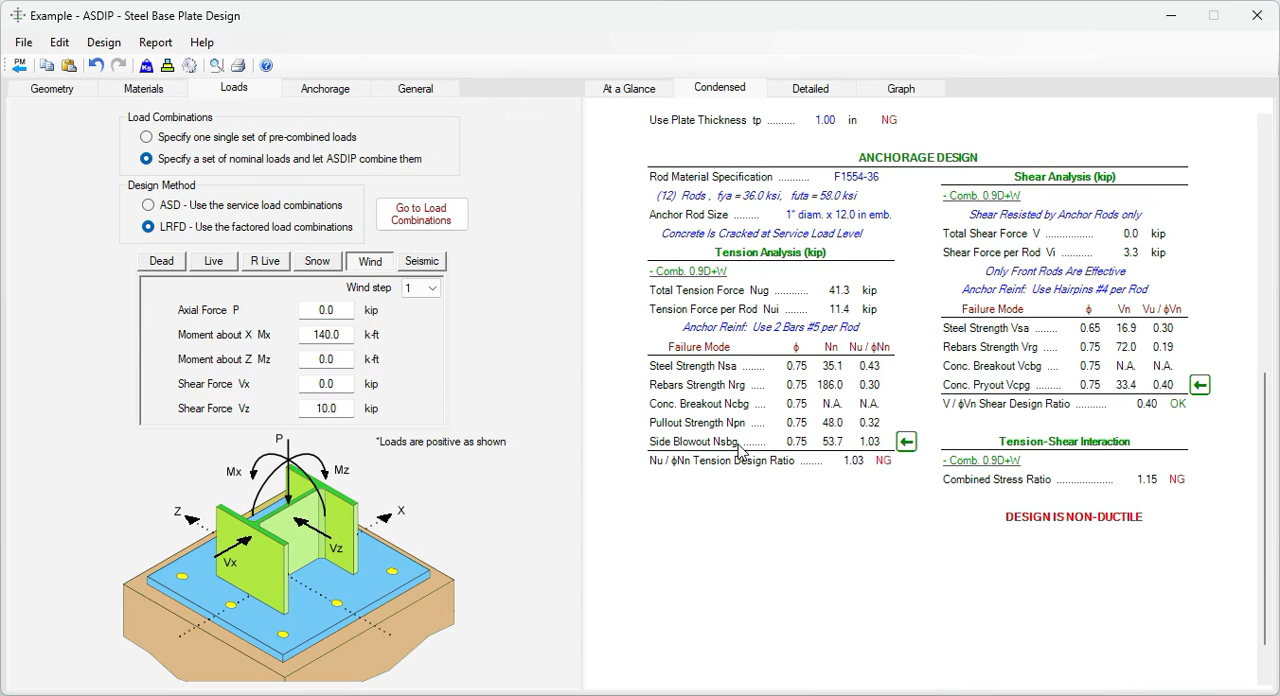 Example - ASDIP - Steel Base Plate Design
File Edit Design Report Help
PM
Geometry Materials Loads Anchorage General
At a Glance Condensed Detailed Graph
Load Combinations
Specify one single set of pre-combined loads
Specify a set of nominal loads and let ASDIP combine them
Design Method
ASD - Use the service load combinations
LRFD - Use the factored load combinations
Go to Load
Combinations
Dead Live R Live Snow Wind Seismic
Wind step 1
Axial Force P 0.0 kip
Moment about X Mx 140.0 k-ft
Moment about Z Mz 0.0 k-ft
Shear Force Vx 0.0 kip
Shear Force Vz 10.0 kip
*Loads are positive as shown
P
Mx Mz
Z X
Vx Vz
Use Plate Thickness tp .......... 1.00 in NG
ANCHORAGE DESIGN
Rod Material Specification ........... F1554-36
(12) Rods , fya = 36.0 ksi, futa = 58.0 ksi
Anchor Rod Size ........ 1" diam. x 12.0 in emb.
Concrete Is Cracked at Service Load Level
Tension Analysis (kip)
- Comb. 0.9D+W
Total Tension Force Nug ............ 41.3 kip
Tension Force per Rod Nui ....... 11.4 kip
Anchor Reinf: Use 2 Bars #5 per Rod
Failure Mode ϕ Nn Nu / ϕNn
Steel Strength Nsa ........ 0.75 35.1 0.43
Rebars Strength Nrg ..... 0.75 186.0 0.30
Conc. Breakout Ncbg .... 0.75 N.A. N.A.
Pullout Strength Npn ..... 0.75 48.0 0.32
Side Blowout Nsbg ........ 0.75 53.7 1.03
Nu / ϕNn Tension Design Ratio ........ 1.03 NG
Shear Analysis (kip)
- Comb. 0.9D+W
Shear Resisted by Anchor Rods only
Total Shear Force V ................. 0.0 kip
Shear Force per Rod Vi ........... 3.3 kip
Only Front Rods Are Effective
Anchor Reinf: Use Hairpins #4 per Rod
Failure Mode ϕ Vn Vu / ϕVn
Steel Strength Vsa ........ 0.65 16.9 0.30
Rebars Strength Vrg ..... 0.75 72.0 0.19
Conc. Breakout Vcbg .... 0.75 N.A. N.A.
Conc. Pryout Vcpg ......... 0.75 33.4 0.40
V / ϕVn Shear Design Ratio ........... 0.40 OK
Tension-Shear Interaction
- Comb. 0.9D+W
Combined Stress Ratio .................... 1.15 NG
DESIGN IS NON-DUCTILE